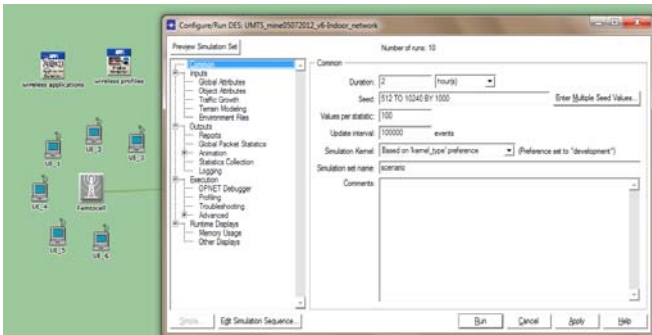 Configure/Run DES: UMTS_mine05072012_v6-Indoor_network
Preview Simulation Set
Number of runs: 10
wireless applications
wireless profiles
UE_1
UE_2
UE_3
UE_4
Femtocell
UE_5
UE_6
Common
Inputs
Global Attributes
Object Attributes
Traffic Growth
Terrain Modeling
Environment Files
Outputs
Reports
Global Packet Statistics
Animation
Statistics Collection
Logging
Execution
OPNET Debugger
Profiling
Troubleshooting
Advanced
Runtime Displays
Memory Usage
Other Displays
Common
Duration: 2 hour(s)
Seed: 512 TO 10240 BY 1000 Enter Multiple Seed Values...
Values per statistic: 100
Update interval: 100000 events
Simulation Kernel: Based on 'kernel_type' preference (Preference set to "development")
Simulation set name: scenario
Comments:
Simple... Edit Simulation Sequence...
Run Cancel Apply Help